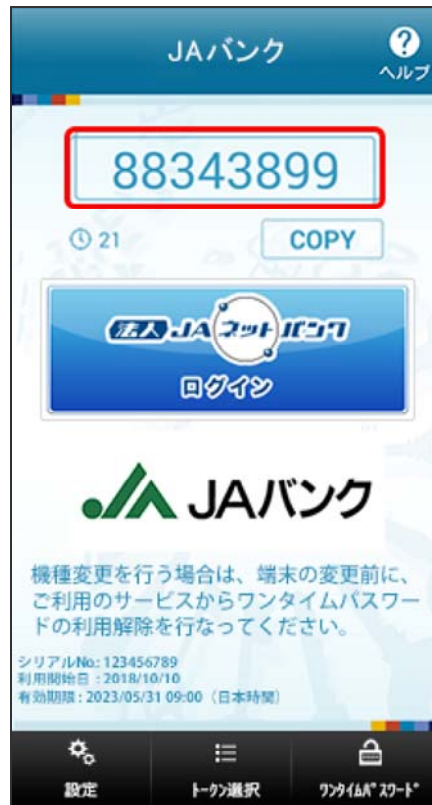 JAバンク
?
ヘルプ
88343899
21
COPY
法人JAネットバンク
ログイン
JAバンク
機種変更を行う場合は、端末の変更前に、
ご利用のサービスからワンタイムパスワー
ドの利用解除を行なってください。
シリアルNo.: 123456789
利用開始日 : 2018/10/10
有効期限 : 2023/05/31 09:00(日本時間)
設定
トークン選択
ワンタイムパスワード